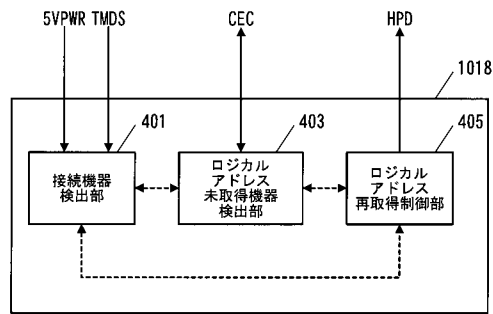 5VPWR TMDS CEC HPD
1018
401 403 405
接続機器
検出部
ロジカル
アドレス
未取得機器
検出部
ロジカル
アドレス
再取得制御部